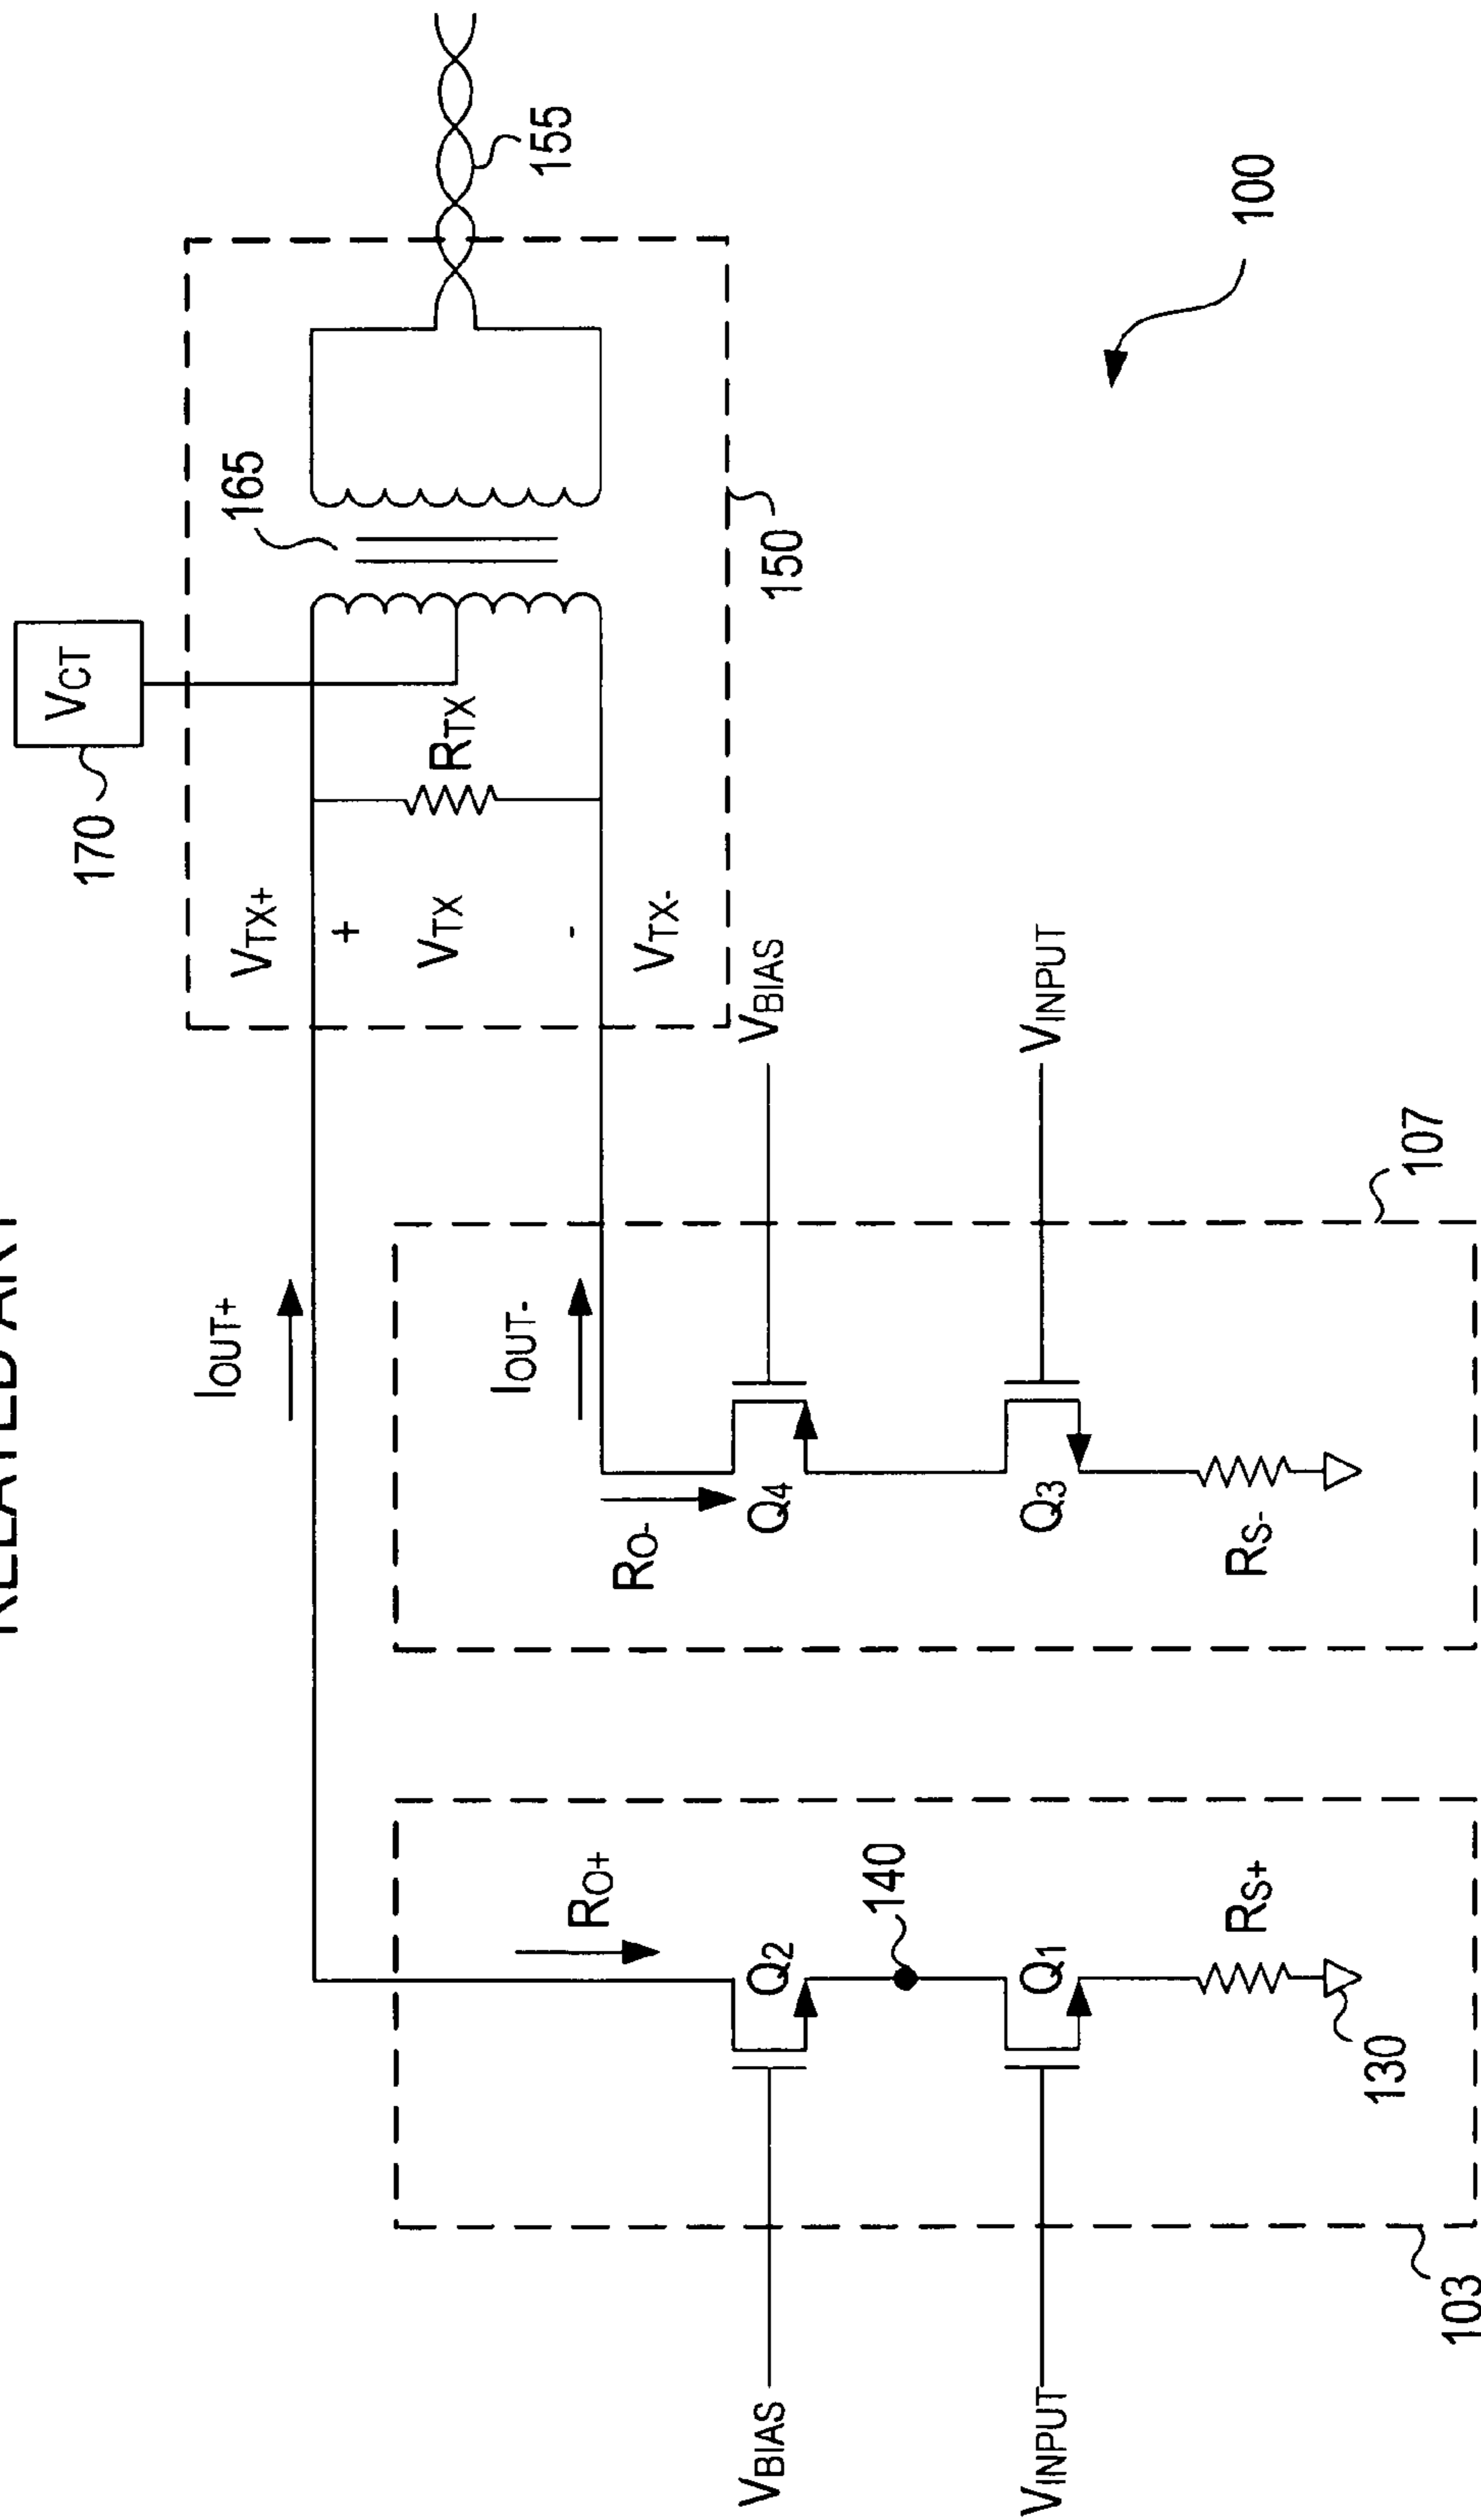 RELATED ART
VCT
170
IOUT+
VTX+
165
+
VTX
RTX
IOUT-
155
-
RO+
RO-
VTX-
VBIAS
Q2
Q4
VBIAS
150
140
VINPUT
Q1
Q3
VINPUT
RS+
RS-
100
130
107
103